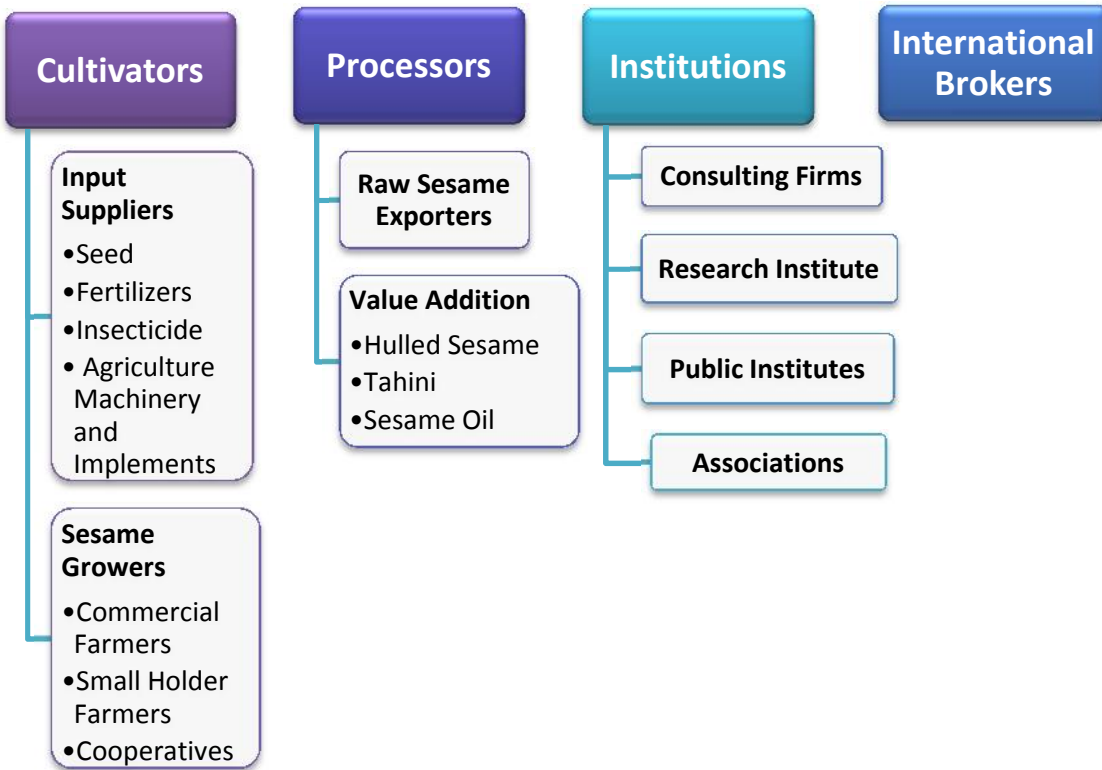 Cultivators
Input
Suppliers
•Seed
•Fertilizers
•Insecticide
• Agriculture
Machinery
and
Implements
Sesame
Growers
•Commercial
Farmers
•Small Holder
Farmers
•Cooperatives
Processors
Raw Sesame
Exporters
Value Addition
•Hulled Sesame
•Tahini
•Sesame Oil
Institutions
Consulting Firms
Research Institute
Public Institutes
Associations
International
Brokers